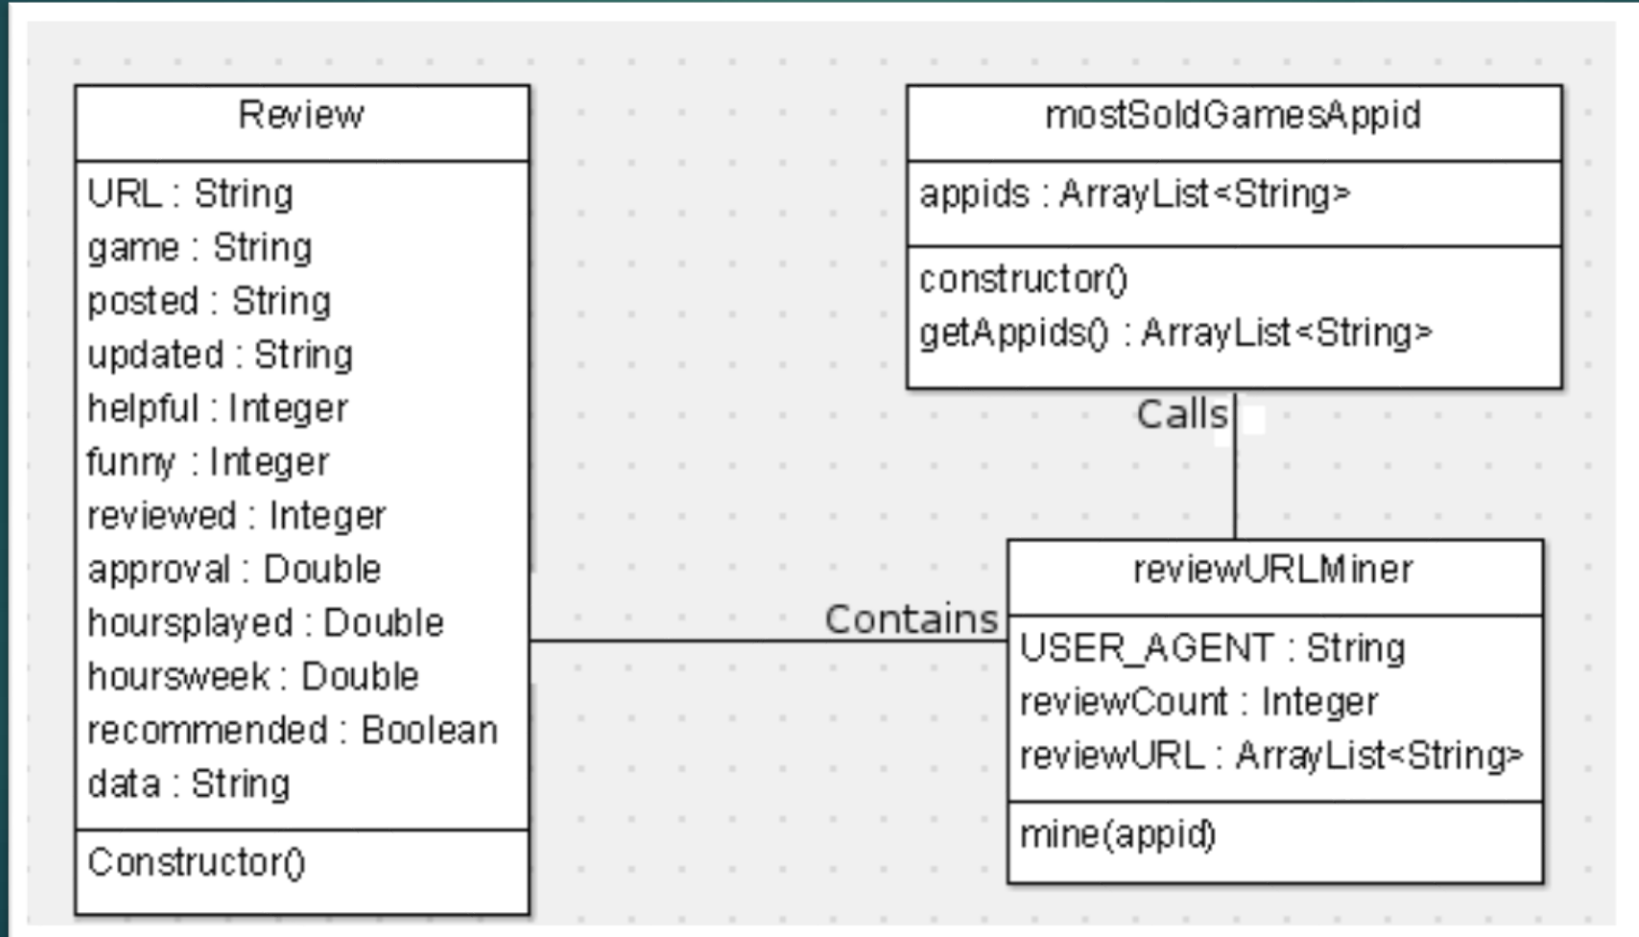 Review
URL : String
game : String
posted : String
updated : String
helpful : Integer
funny : Integer
reviewed : Integer
approval : Double
hoursplayed : Double
hoursweek : Double
recommended : Boolean
data : String
Constructor()
mostSoldGamesAppid
appids : ArrayList<String>
constructor()
getAppids() : ArrayList<String>
Calls
Contains
reviewURLMiner
USER_AGENT : String
reviewCount : Integer
reviewURL : ArrayList<String>
mine(appid)